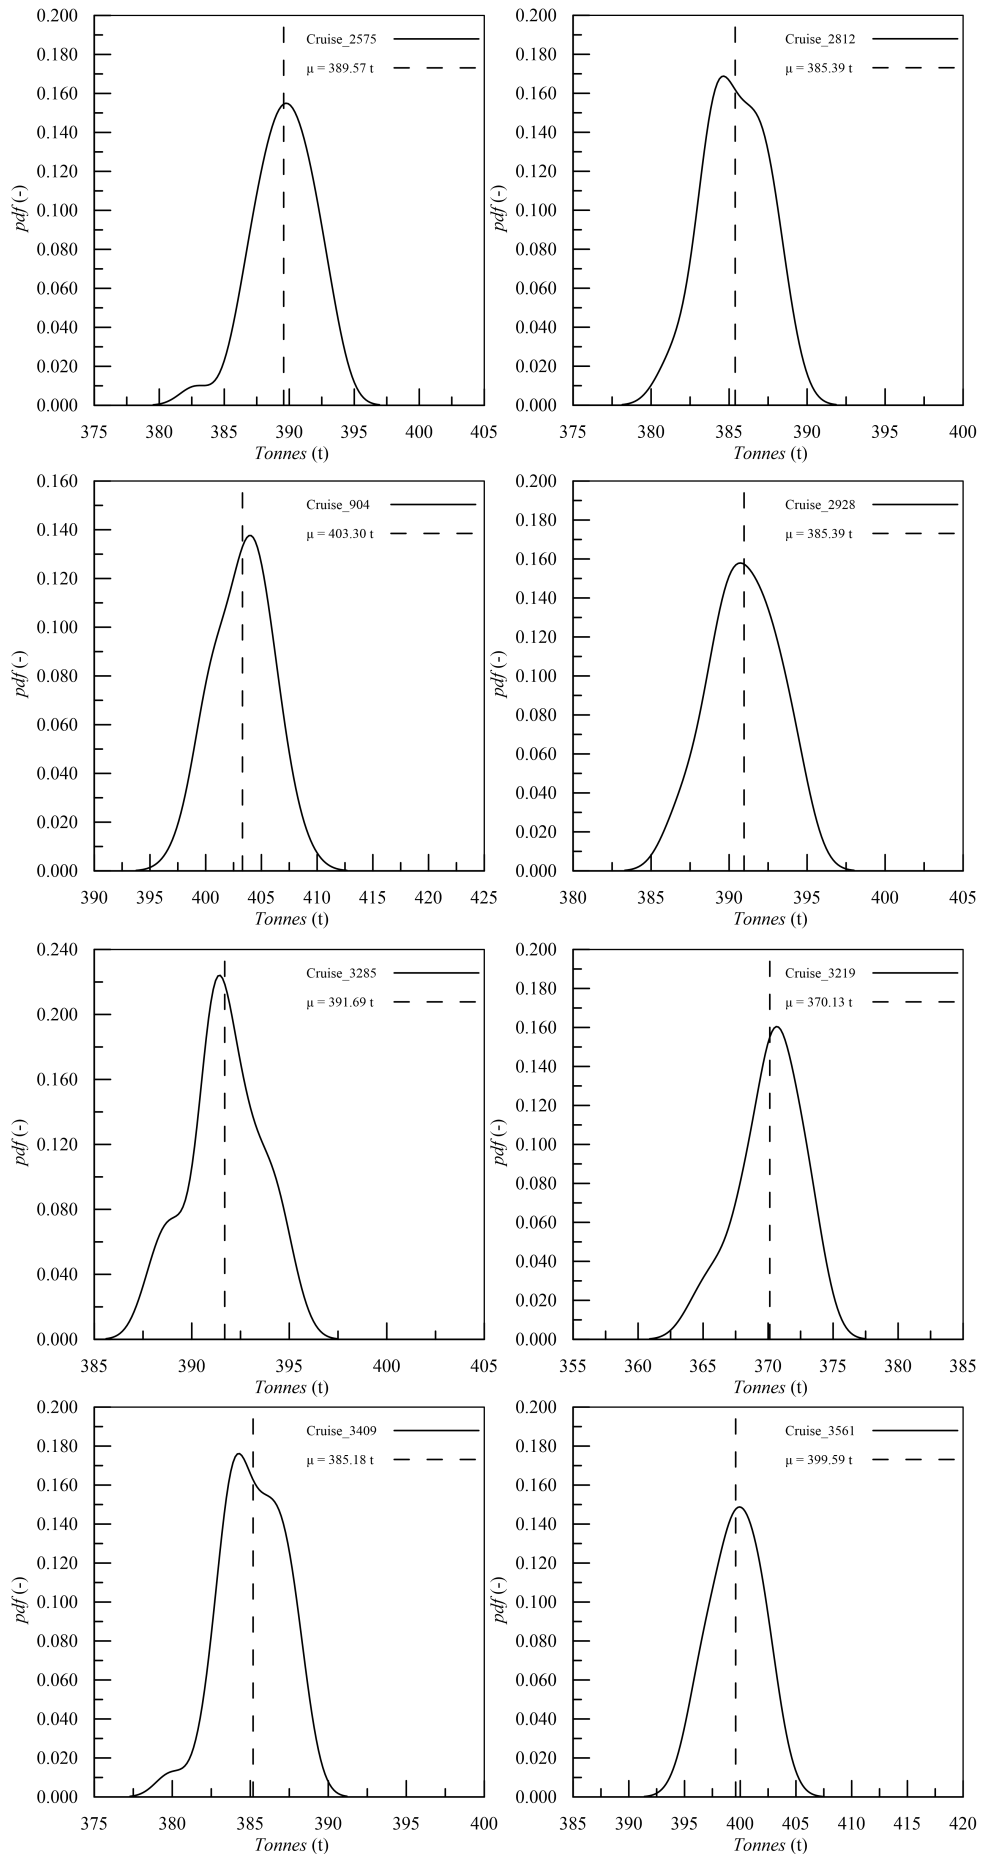 0.200
0.180
0.160
0.140
0.120
0.100
0.080
0.060
0.040
0.020
0.000
pdf (-)
Cruise_2575
μ = 389.57 t
375 380 385 390 395 400 405
Tonnes (t)
0.200
0.180
0.160
0.140
0.120
0.100
0.080
0.060
0.040
0.020
0.000
pdf (-)
Cruise_2812
μ = 385.39 t
375 380 385 390 395 400
Tonnes (t)
0.160
0.140
0.120
0.100
0.080
0.060
0.040
0.020
0.000
pdf (-)
Cruise_904
μ = 403.30 t
390 395 400 405 410 415 420 425
Tonnes (t)
0.200
0.180
0.160
0.140
0.120
0.100
0.080
0.060
0.040
0.020
0.000
pdf (-)
Cruise_2928
μ = 385.39 t
380 385 390 395 400 405
Tonnes (t)
0.240
0.200
0.160
0.120
0.080
0.040
0.000
pdf (-)
Cruise_3285
μ = 391.69 t
385 390 395 400 405
Tonnes (t)
0.200
0.180
0.160
0.140
0.120
0.100
0.080
0.060
0.040
0.020
0.000
pdf (-)
Cruise_3219
μ = 370.13 t
355 360 365 370 375 380 385
Tonnes (t)
0.200
0.180
0.160
0.140
0.120
0.100
0.080
0.060
0.040
0.020
0.000
pdf (-)
Cruise_3409
μ = 385.18 t
375 380 385 390 395 400
Tonnes (t)
0.200
0.180
0.160
0.140
0.120
0.100
0.080
0.060
0.040
0.020
0.000
pdf (-)
Cruise_3561
μ = 399.59 t
385 390 395 400 405 410 415 420
Tonnes (t)